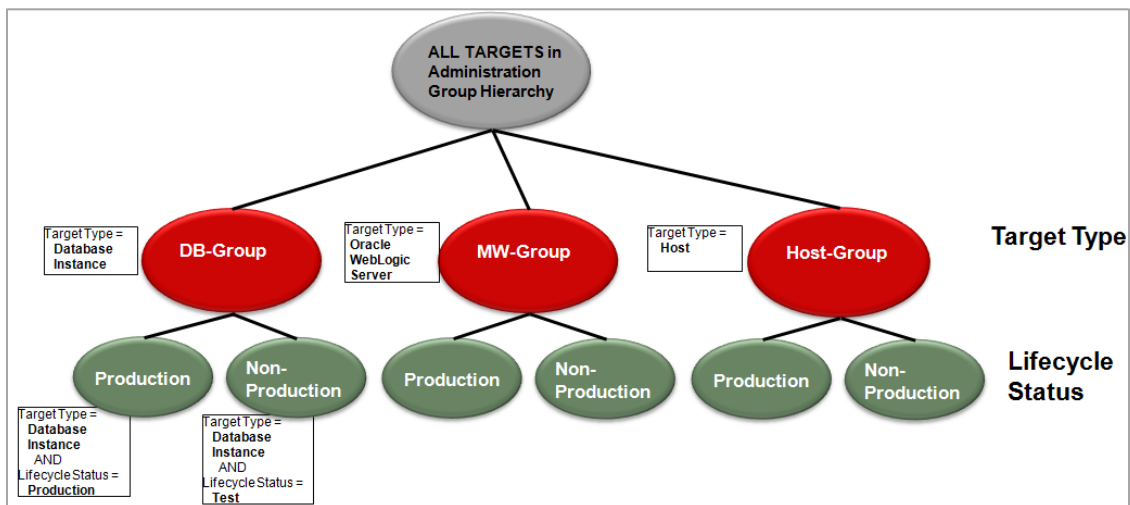 ALL TARGETS in
Administration
Group Hierarchy
Target Type =
Database
Instance
DB-Group
Target Type =
Oracle
WebLogic
Server
MW-Group
Target Type =
Host
Host-Group
Target Type
Production
Non-
Production
Production
Non-
Production
Production
Non-
Production
Lifecycle
Status
Target Type =
Database
Instance
AND
Lifecycle Status =
Production
Target Type =
Database
Instance
AND
Lifecycle Status =
Test